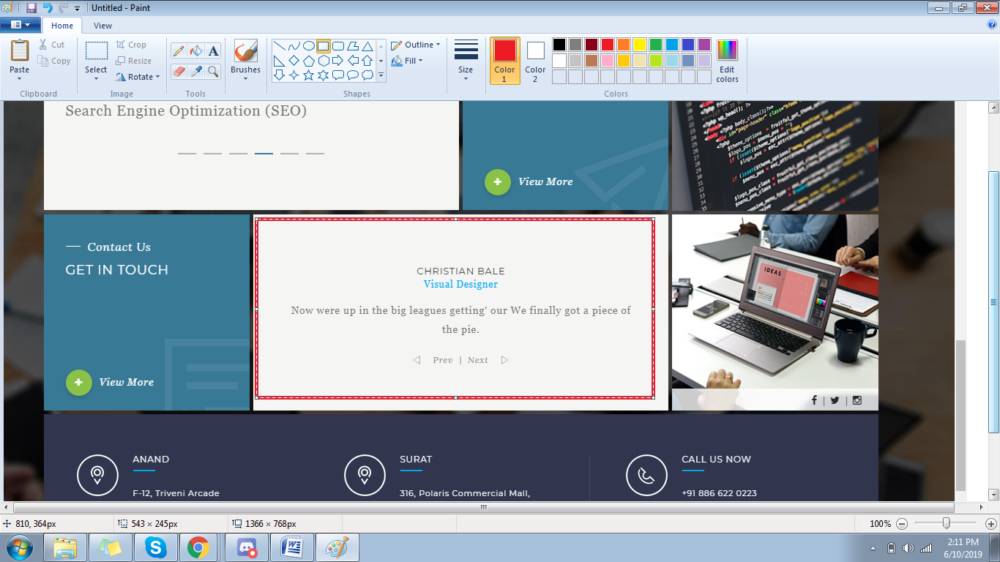 Untitled - Paint
Home
View
Paste
Cut
Copy
Clipboard
Select
Crop
Resize
Rotate
Image
Tools
Brushes
Shapes
Outline
Fill
Size
Color
1
Color
2
Edit
colors
Colors
Search Engine Optimization (SEO)
View More
Contact Us
GET IN TOUCH
View More
CHRISTIAN BALE
Visual Designer
Now were up in the big leagues getting' our We finally got a piece of
the pie.
Prev | Next
IDEAS
ANAND
F-12, Triveni Arcade
SURAT
316, Polaris Commercial Mall,
CALL US NOW
+91 886 622 0223
810, 364px
543 × 245px
1366 × 768px
100%
2:11 PM
6/10/2019